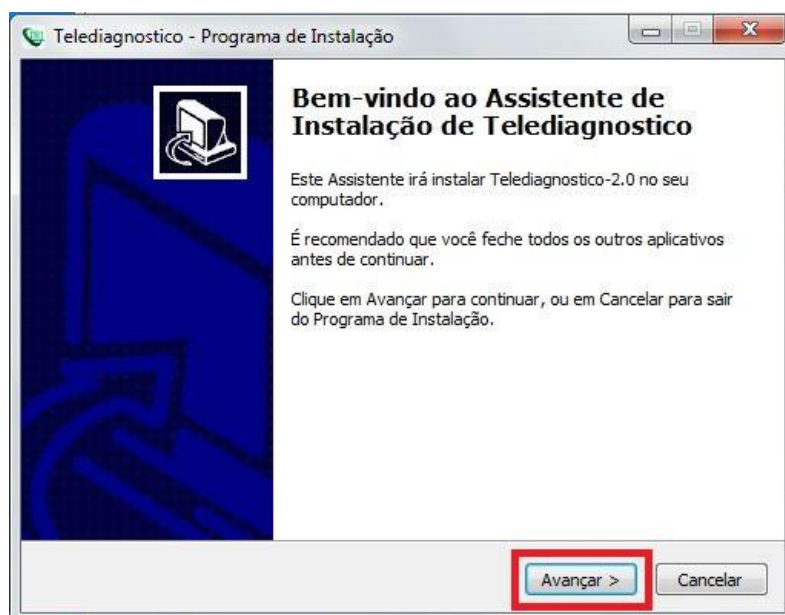 Telediagnostico - Programa de Instalação
Bem-vindo ao Assistente de
Instalação de Telediagnostico
Este Assistente irá instalar Telediagnostico-2.0 no seu
computador.
É recomendado que você feche todos os outros aplicativos
antes de continuar.
Clique em Avançar para continuar, ou em Cancelar para sair
do Programa de Instalação.
Avançar >
Cancelar